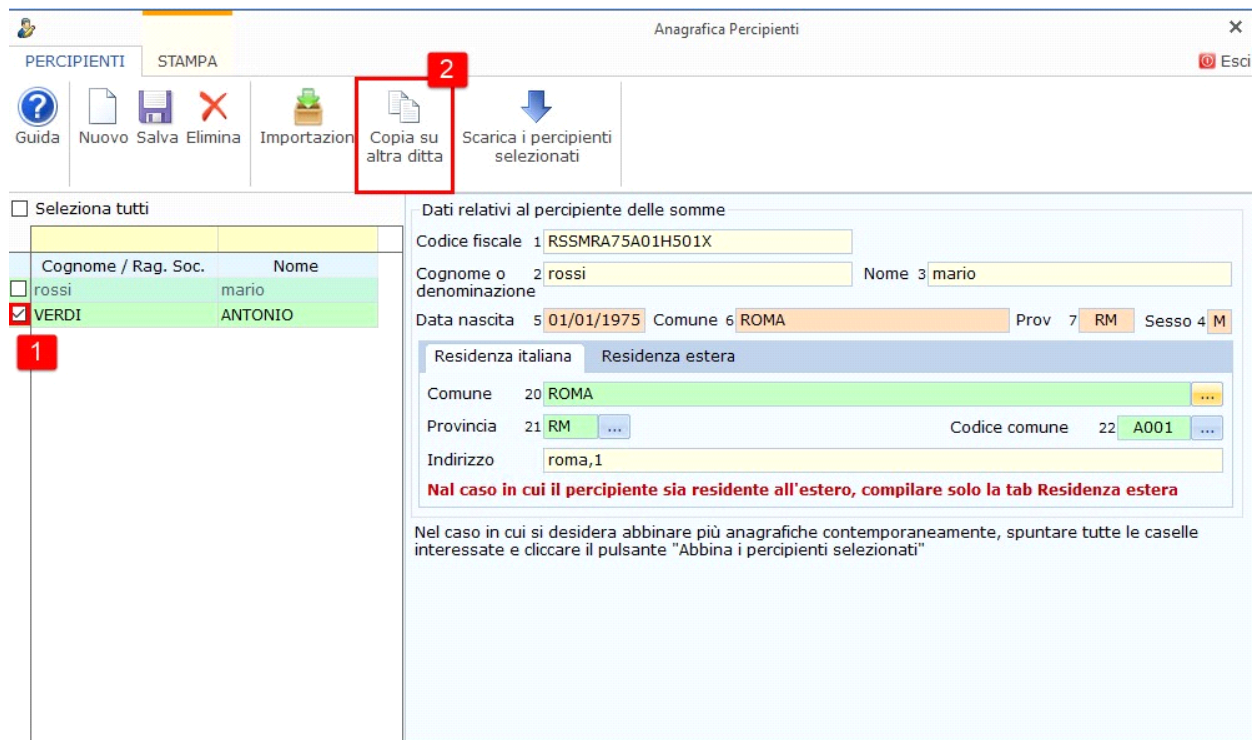 Anagrafica Percipienti
PERCIPIENTI STAMPA Esci
2
Guida Nuovo Salva Elimina Importazion Copia su altra ditta Scarica i percipienti selezionati
Seleziona tutti
Cognome / Rag. Soc. Nome
rossi mario
VERDI ANTONIO
1
Dati relativi al percipiente delle somme
Codice fiscale 1 RSSMRA75A01H501X
Cognome o denominazione 2 rossi Nome 3 mario
Data nascita 5 01/01/1975 Comune 6 ROMA Prov 7 RM Sesso 4 M
Residenza italiana Residenza estera
Comune 20 ROMA ...
Provincia 21 RM ... Codice comune 22 A001 ...
Indirizzo roma,1
Nal caso in cui il percipiente sia residente all'estero, compilare solo la tab Residenza estera
Nel caso in cui si desidera abbinare più anagrafiche contemporaneamente, spuntare tutte le caselle
interessate e cliccare il pulsante "Abbina i percipienti selezionati"